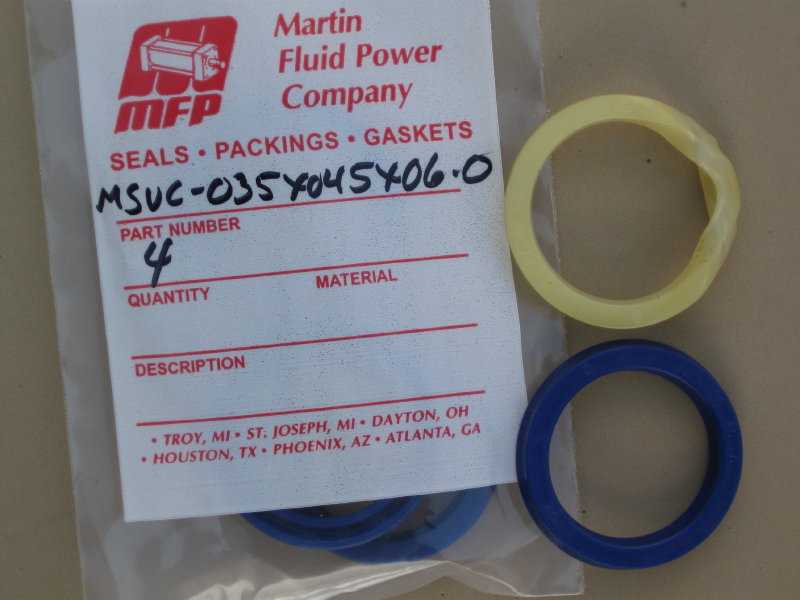 Martin
Fluid Power
Company
MFP
SEALS • PACKINGS • GASKETS
MSUC-035X045X06.0
PART NUMBER
4
QUANTITY MATERIAL
DESCRIPTION
• TROY, MI • ST. JOSEPH, MI • DAYTON, OH
• HOUSTON, TX • PHOENIX, AZ • ATLANTA, GA